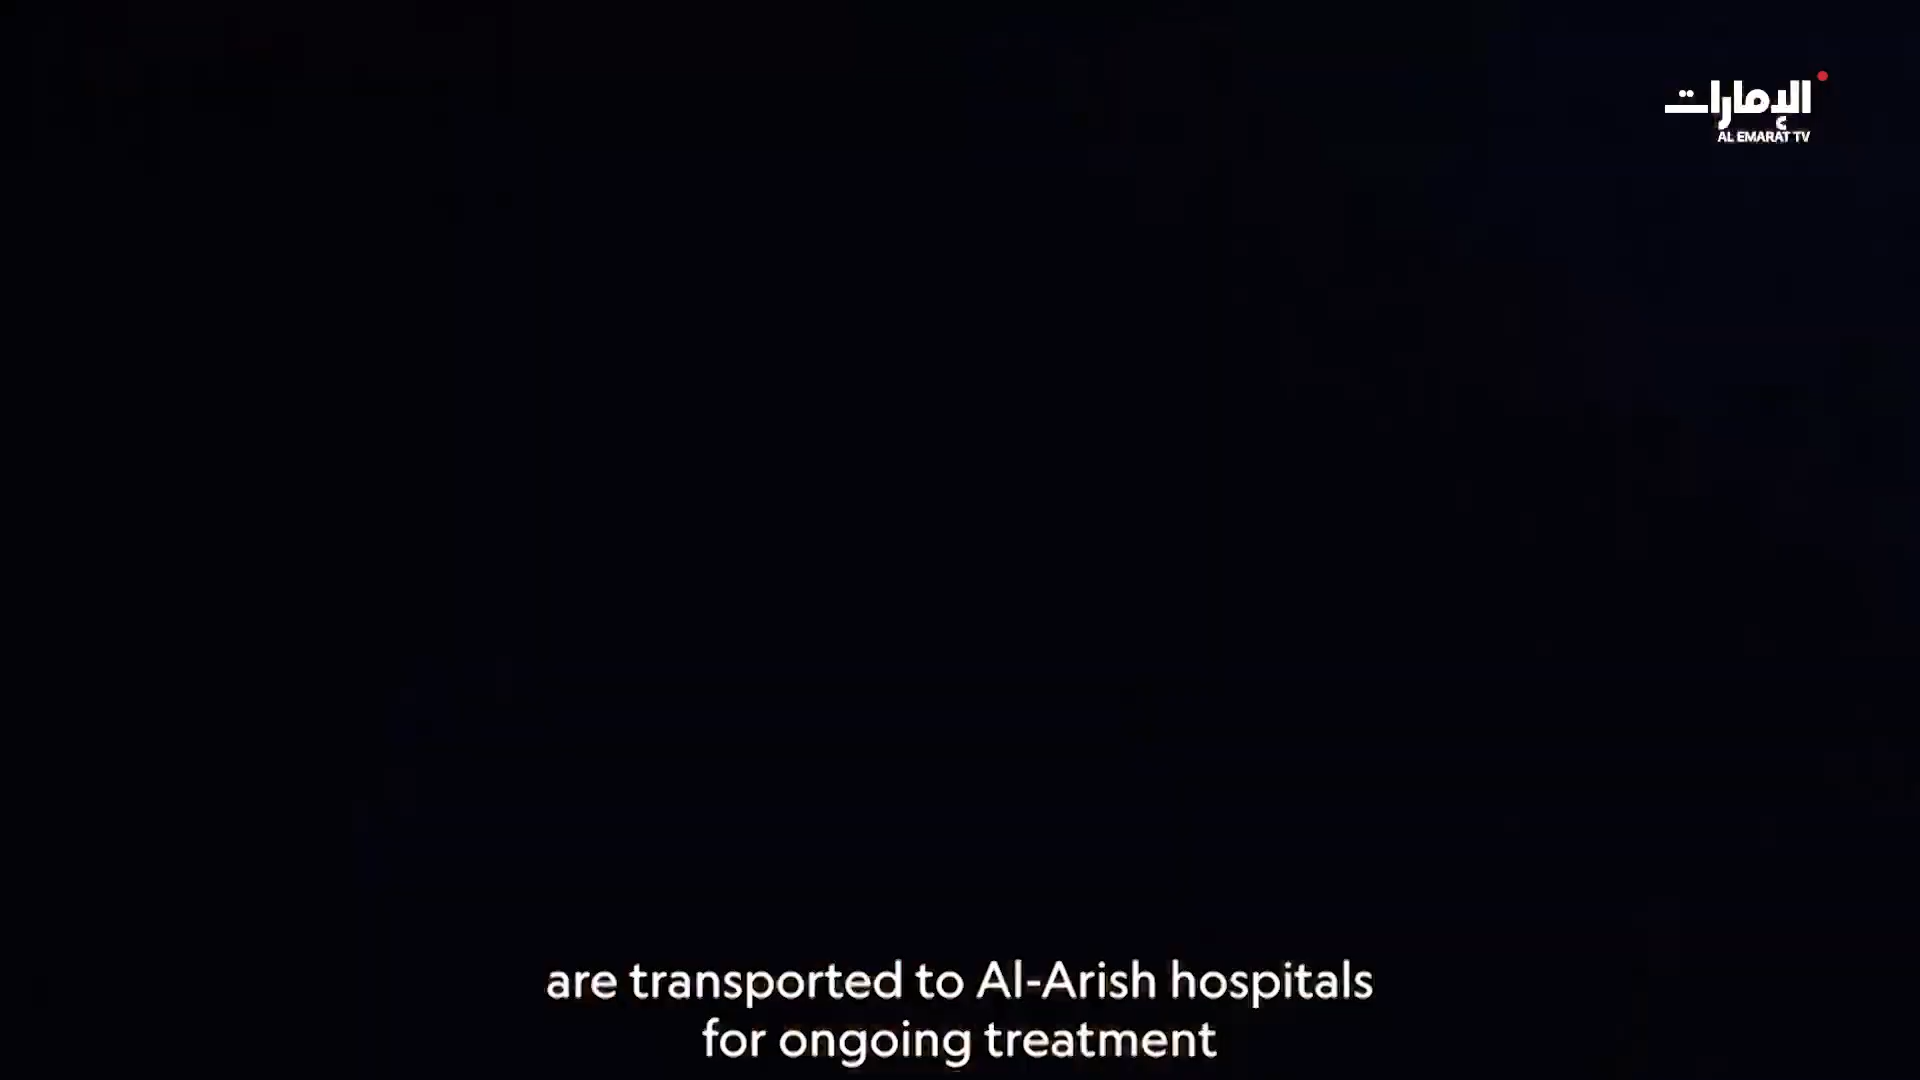 الإمارات
AL EMARAT TV
are transported to Al-Arish hospitals
for ongoing treatment